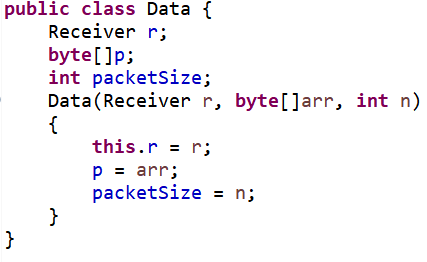 public class Data {
    Receiver r;
    byte[]p;
    int packetSize;
    Data(Receiver r, byte[]arr, int n)
    {
        this.r = r;
        p = arr;
        packetSize = n;
    }
}